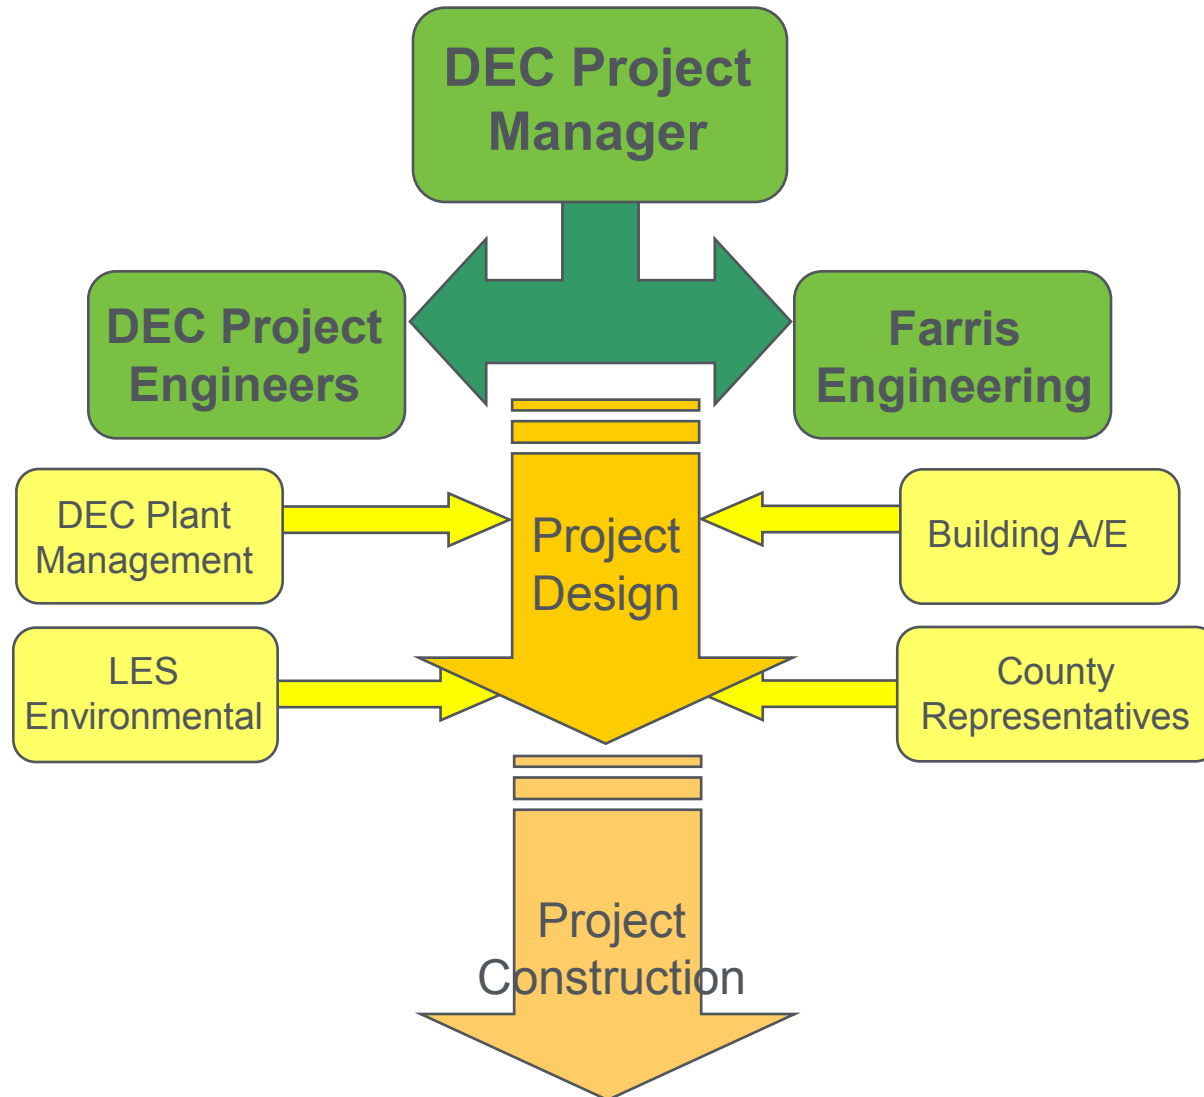 DEC Project
Manager
DEC Project
Engineers
Farris
Engineering
DEC Plant
Management
Project
Design
Building A/E
LES
Environmental
County
Representatives
Project
Construction